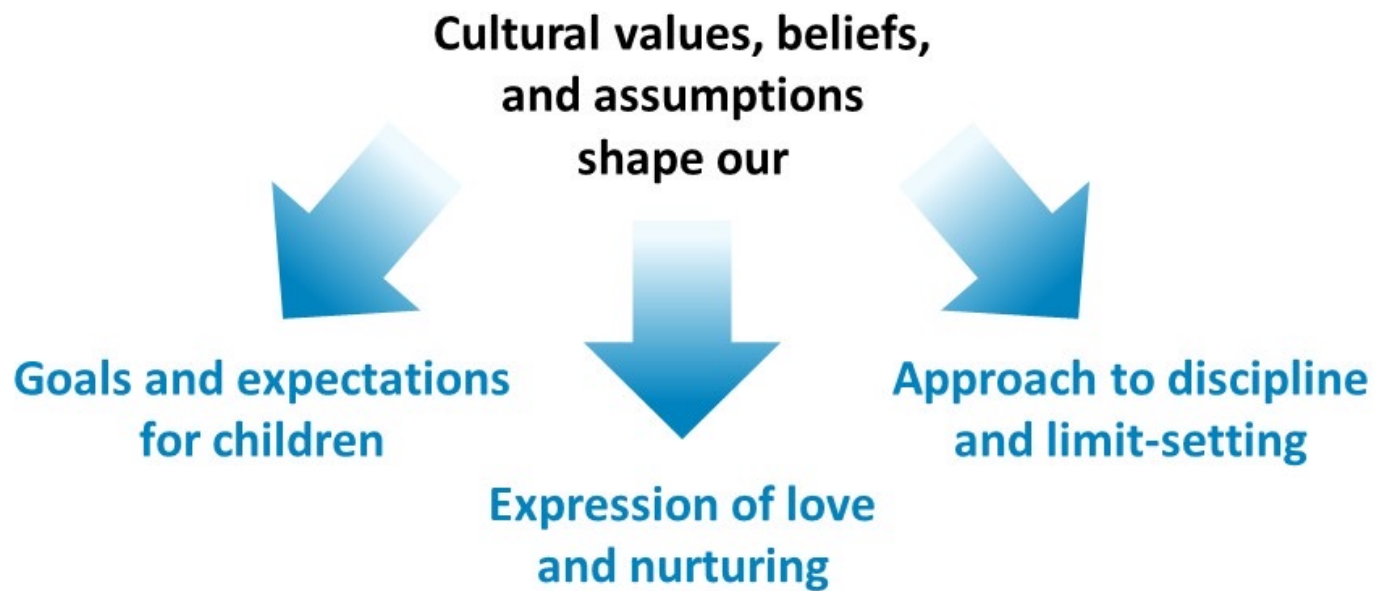 Cultural values, beliefs,
and assumptions
shape our
Goals and expectations
for children
Expression of love
and nurturing
Approach to discipline
and limit-setting